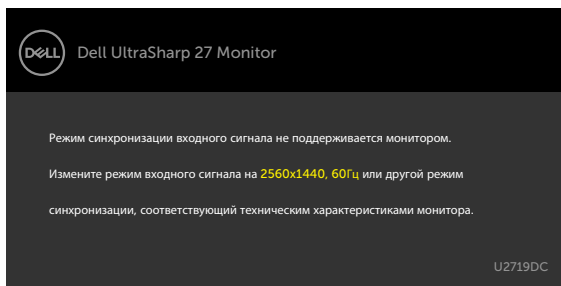 DELL
Dell UltraSharp 27 Monitor
Режим синхронизации входного сигнала не поддерживается монитором.
Измените режим входного сигнала на 2560x1440, 60Гц или другой режим
синхронизации, соответствующий техническим характеристиками монитора.
U2719DC